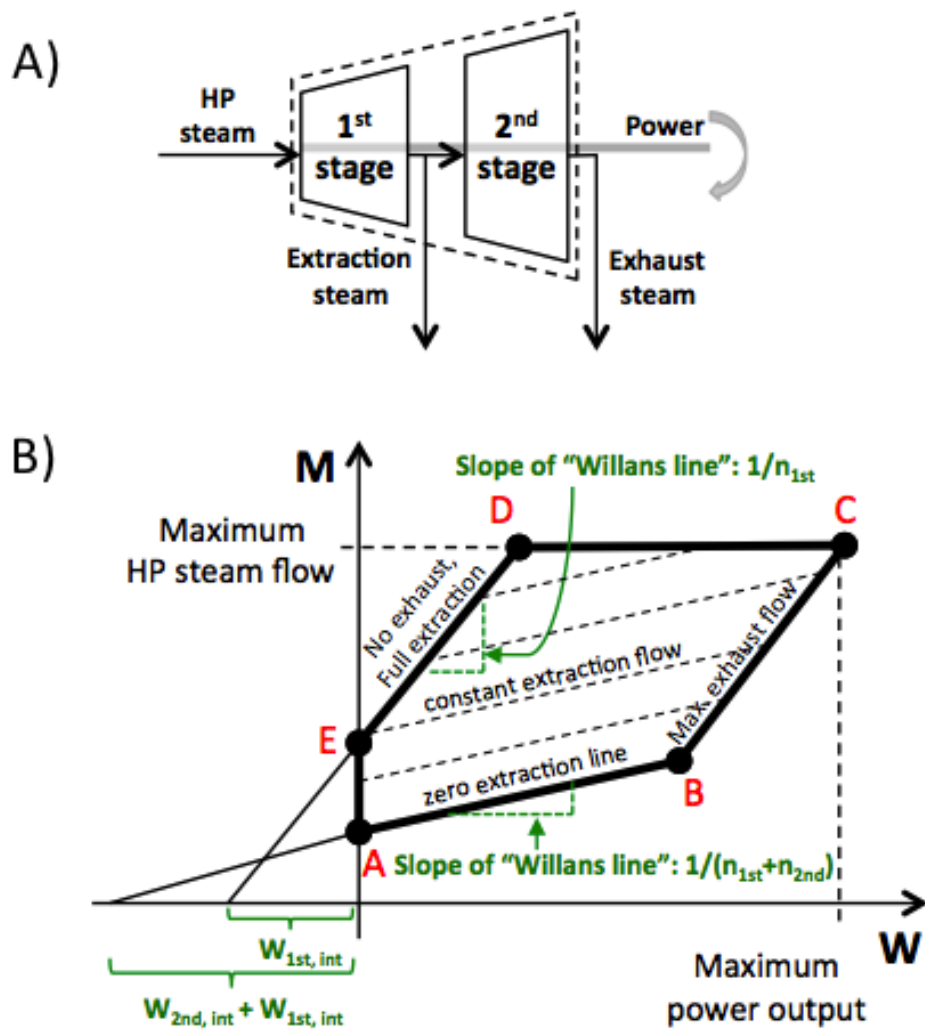 A)
HP
steam
1st
stage
2nd
stage
Power
Extraction
steam
Exhaust
steam
B)
M
Slope of “Willans line”: 1/n1st
D
C
Maximum
HP steam flow
No exhaust,
Full extraction
constant extraction flow
Max. exhaust flow
E
zero extraction line
B
A
Slope of “Willans line”: 1/(n1st+n2nd)
W1st, int
W
W2nd, int + W1st, int
Maximum
power output